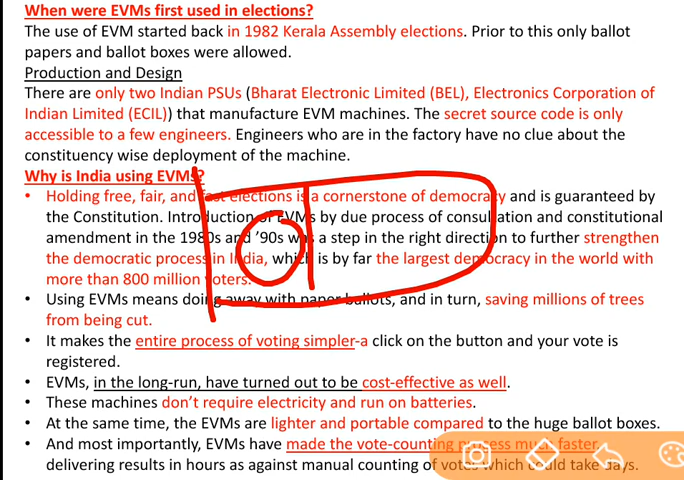 When were EVMs first used in elections?
The use of EVM started back in 1982 Kerala Assembly elections. Prior to this only ballot
papers and ballot boxes were allowed.
Production and Design
There are only two Indian PSUs (Bharat Electronic Limited (BEL), Electronics Corporation of
Indian Limited (ECIL)) that manufacture EVM machines. The secret source code is only
accessible to a few engineers. Engineers who are in the factory have no clue about the
constituency wise deployment of the machine.
Why is India using EVMs?
• Holding free, fair, and fast elections is a cornerstone of democracy and is guaranteed by
the Constitution. Introduction of EVMs by due process of consultation and constitutional
amendment in the 1980s and ’90s was a step in the right direction to further strengthen
the democratic process in India, which is by far the largest democracy in the world with
more than 800 million voters.
• Using EVMs means doing away with paper ballots, and in turn, saving millions of trees
from being cut.
• It makes the entire process of voting simpler-a click on the button and your vote is
registered.
• EVMs, in the long-run, have turned out to be cost-effective as well.
• These machines don’t require electricity and run on batteries.
• At the same time, the EVMs are lighter and portable compared to the huge ballot boxes.
• And most importantly, EVMs have made the vote-counting process much faster,
delivering results in hours as against manual counting of votes which could take days.